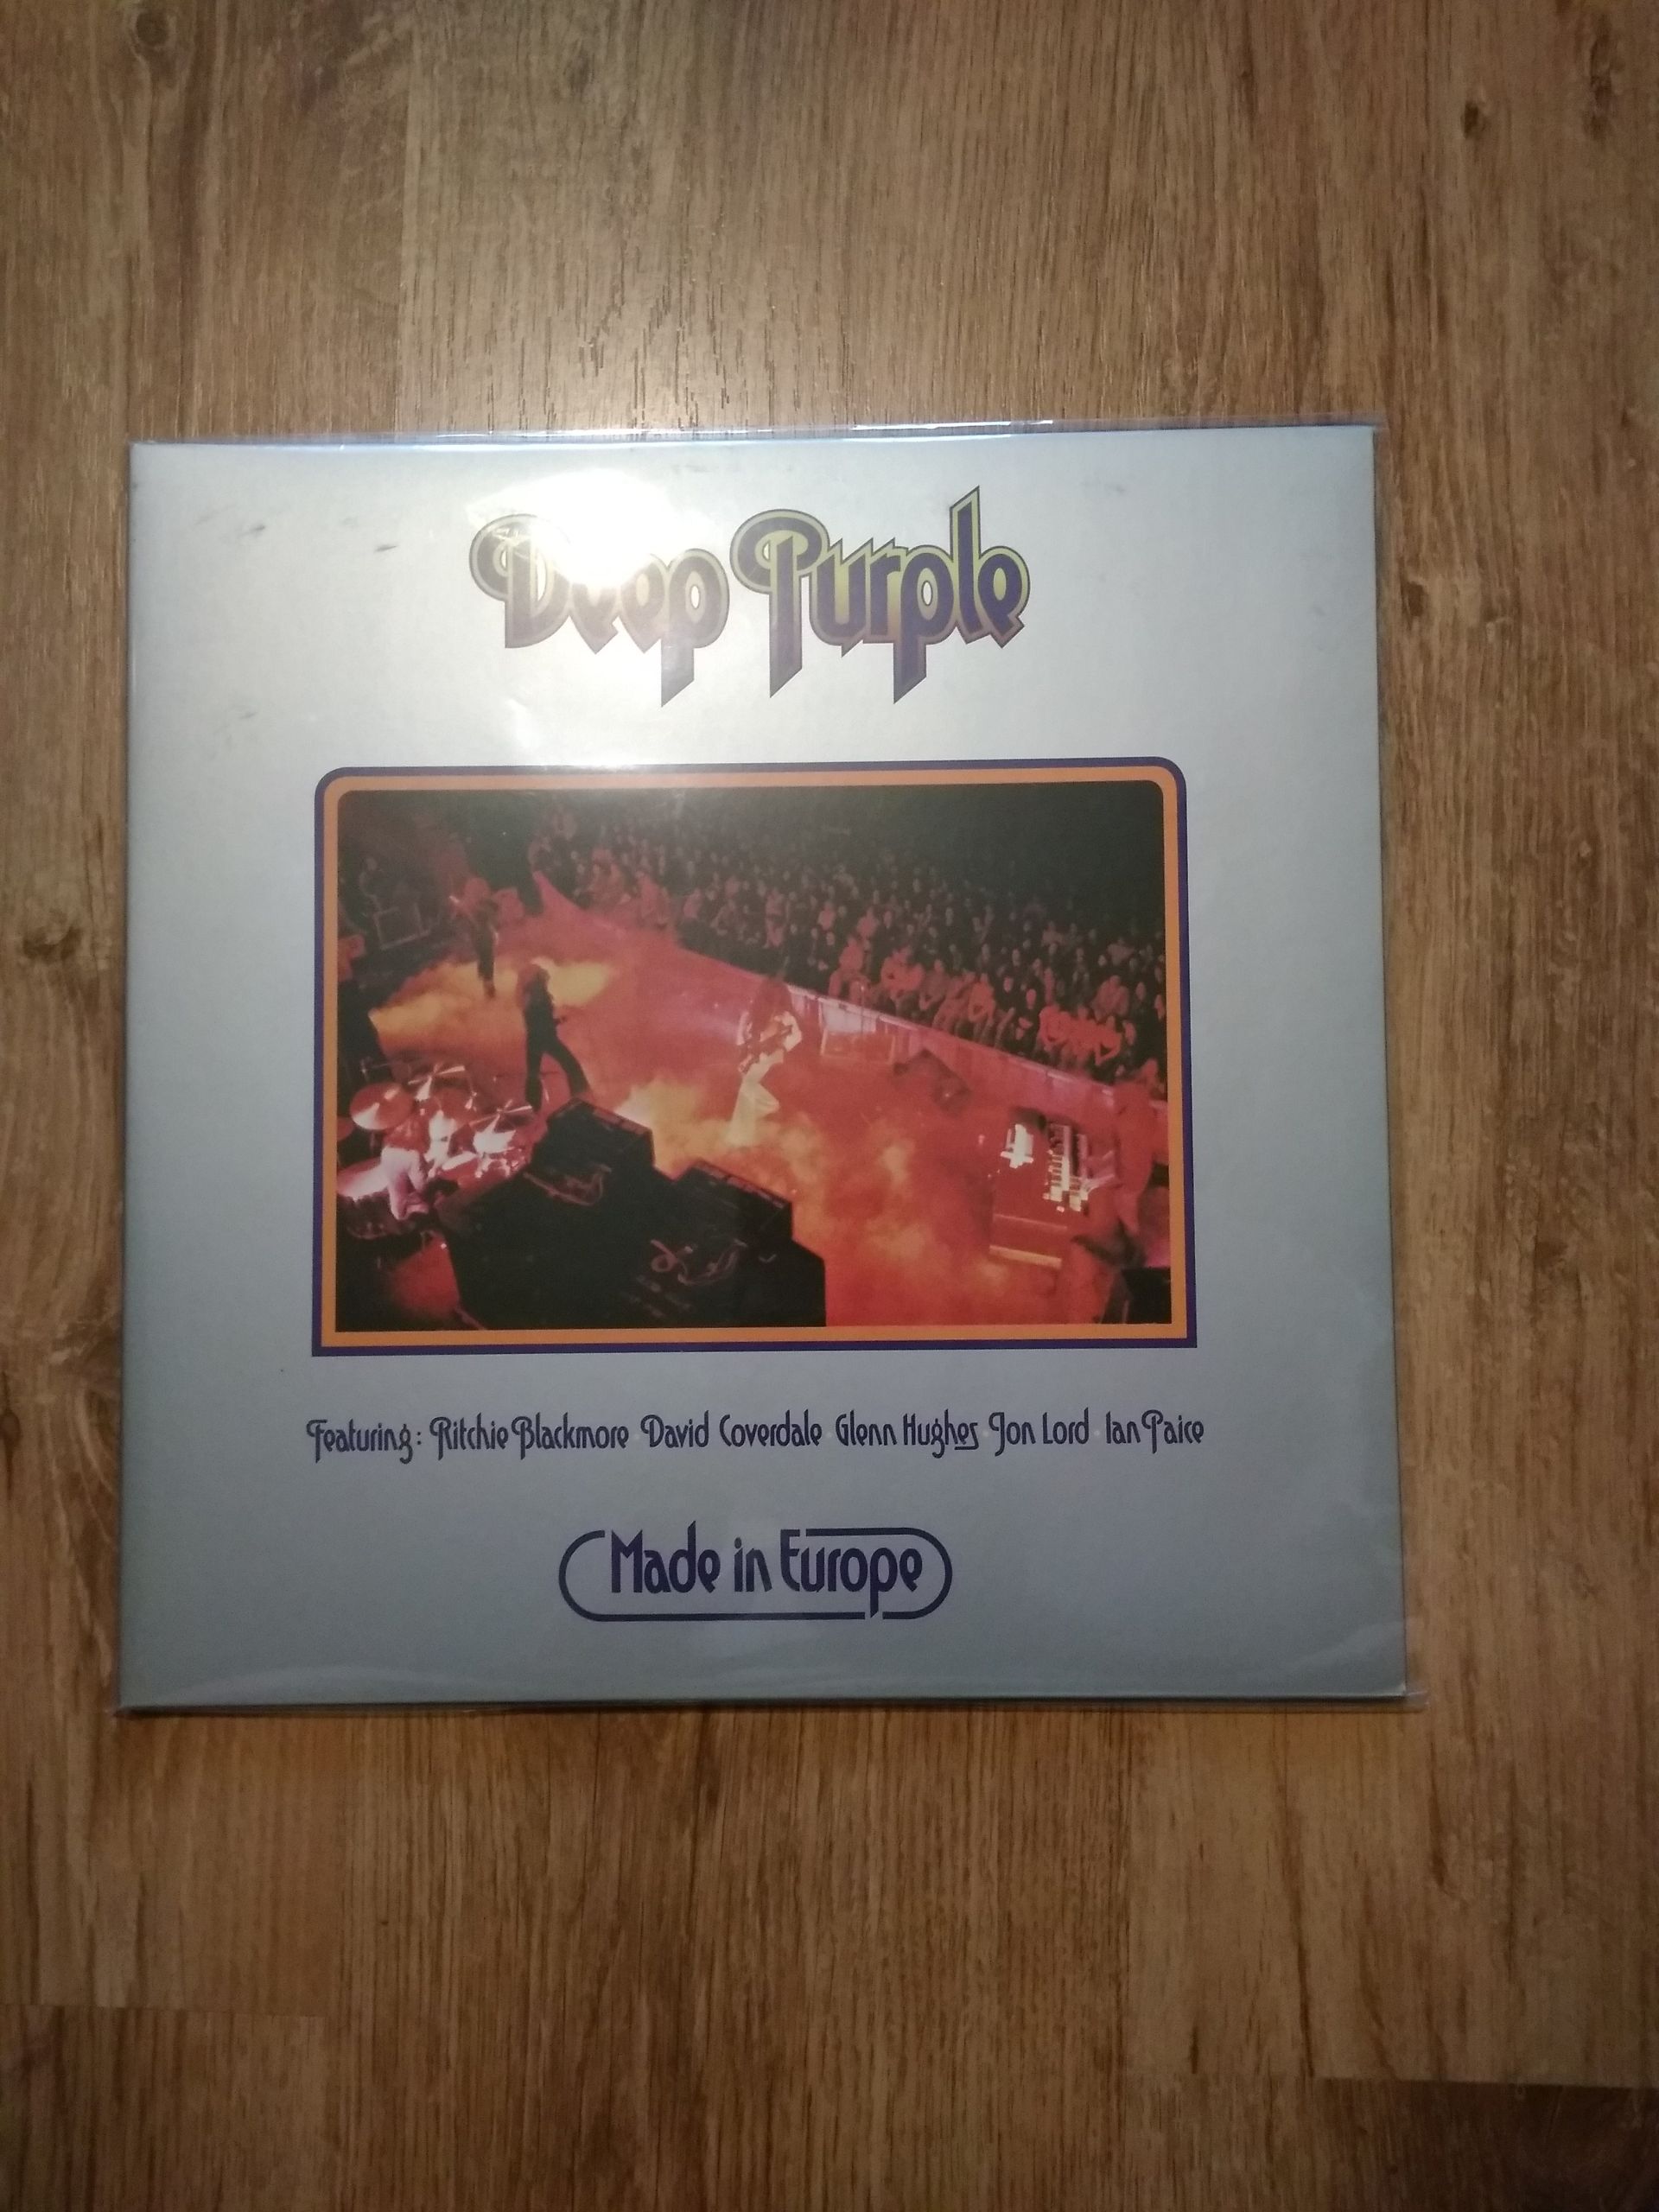 Deep Purple
Featuring: Ritchie Blackmore David Coverdale Glenn Hughes Jon Lord Ian Paice
Made in Europe